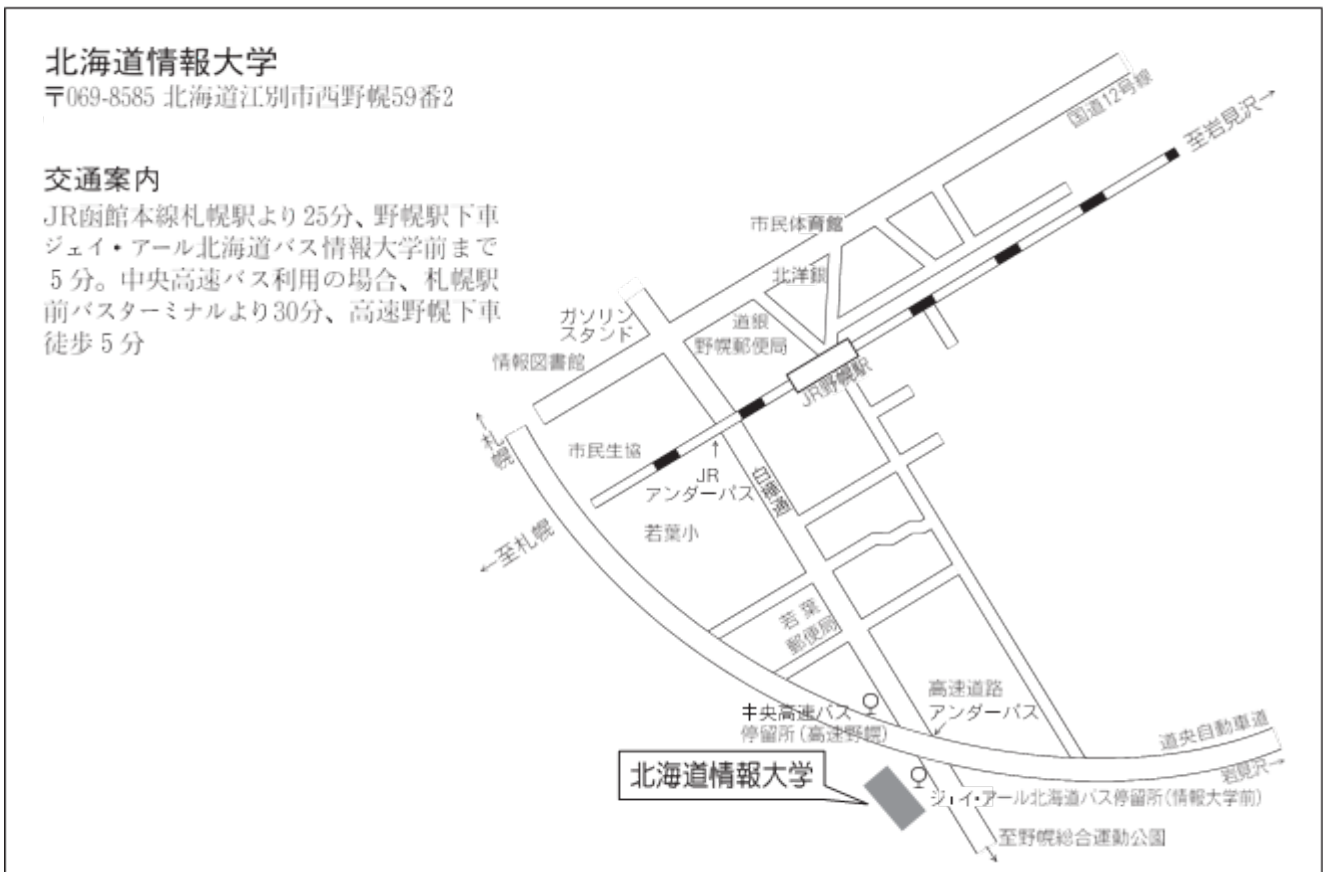 北海道情報大学
〒069-8585 北海道江別市西野幌59番2
交通案内
JR函館本線札幌駅より25分、野幌駅下車
ジェイ・アール北海道バス情報大学前まで
5分。中央高速バス利用の場合、札幌駅
前バスターミナルより30分、高速野幌下車
徒歩5分
国道12号線
至岩見沢→
市民体育館
北洋銀
ガソリン
スタンド
道銀
野幌郵便局
情報図書館
JR野幌駅
←札幌
市民生協
↑
JR
アンダーパス
白樺通
若葉小
←至札幌
若葉
郵便局
高速道路
アンダーパス
中央高速バス
停留所(高速野幌)
道央自動車道
岩見沢→
北海道情報大学
ジェイ・アール北海道バス停留所(情報大学前)
至野幌総合運動公園